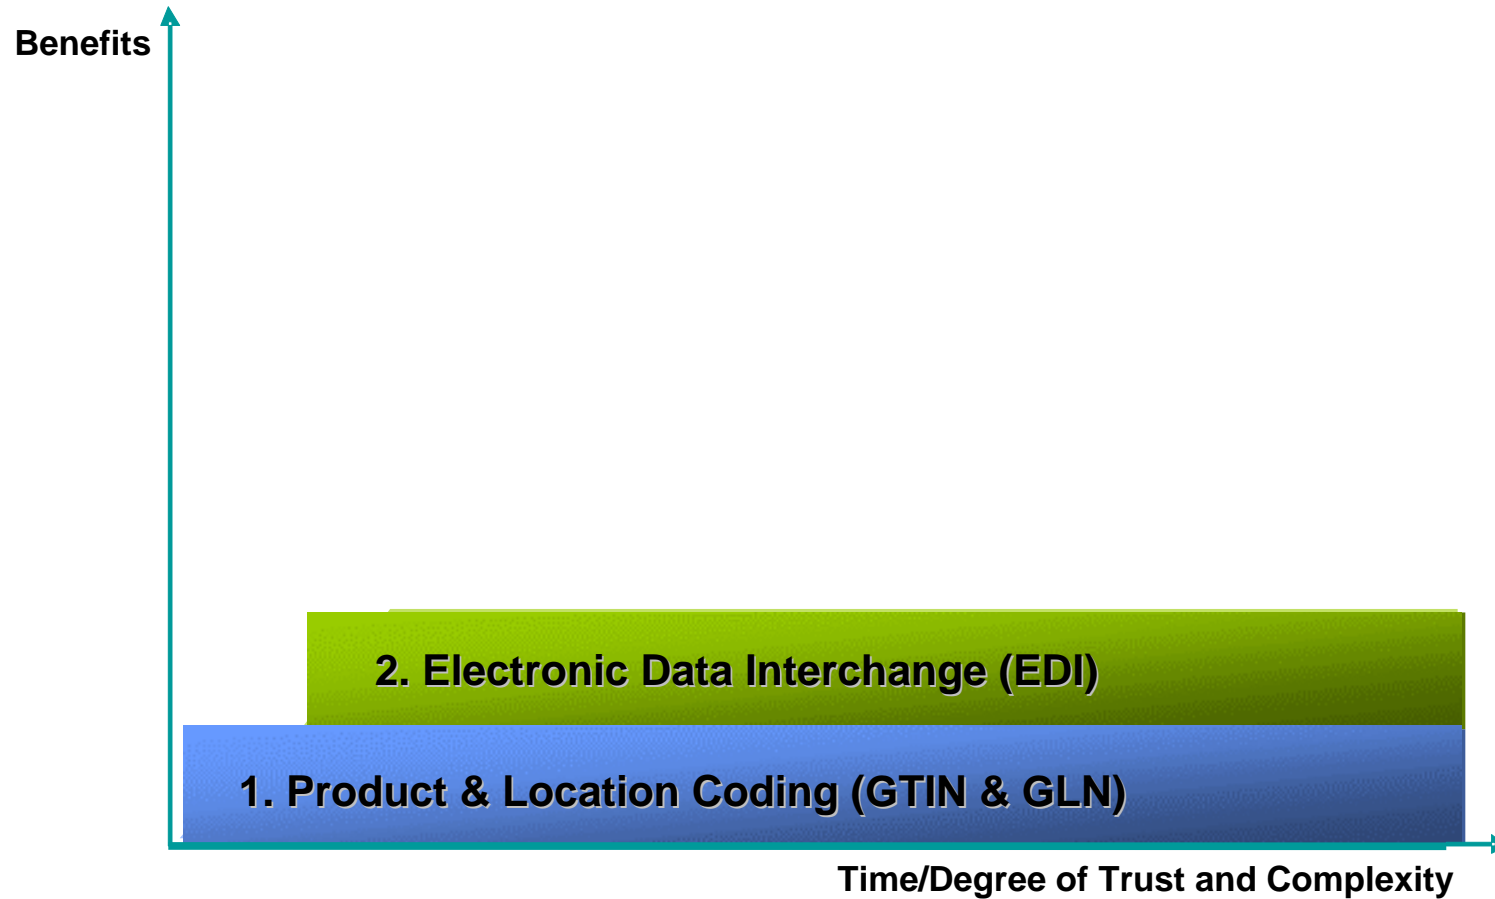 Benefits
2. Electronic Data Interchange (EDI)
1. Product & Location Coding (GTIN & GLN)
Time/Degree of Trust and Complexity